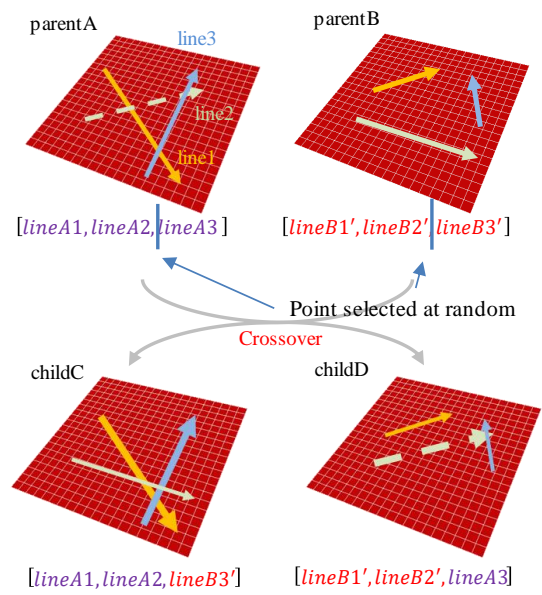 parentA
parentB
line3
line2
line1
[lineA1, lineA2, lineA3]
[lineB1′, lineB2′, lineB3′]
Point selected at random
Crossover
childC
childD
[lineA1, lineA2, lineB3′]
[lineB1′, lineB2′, lineA3]